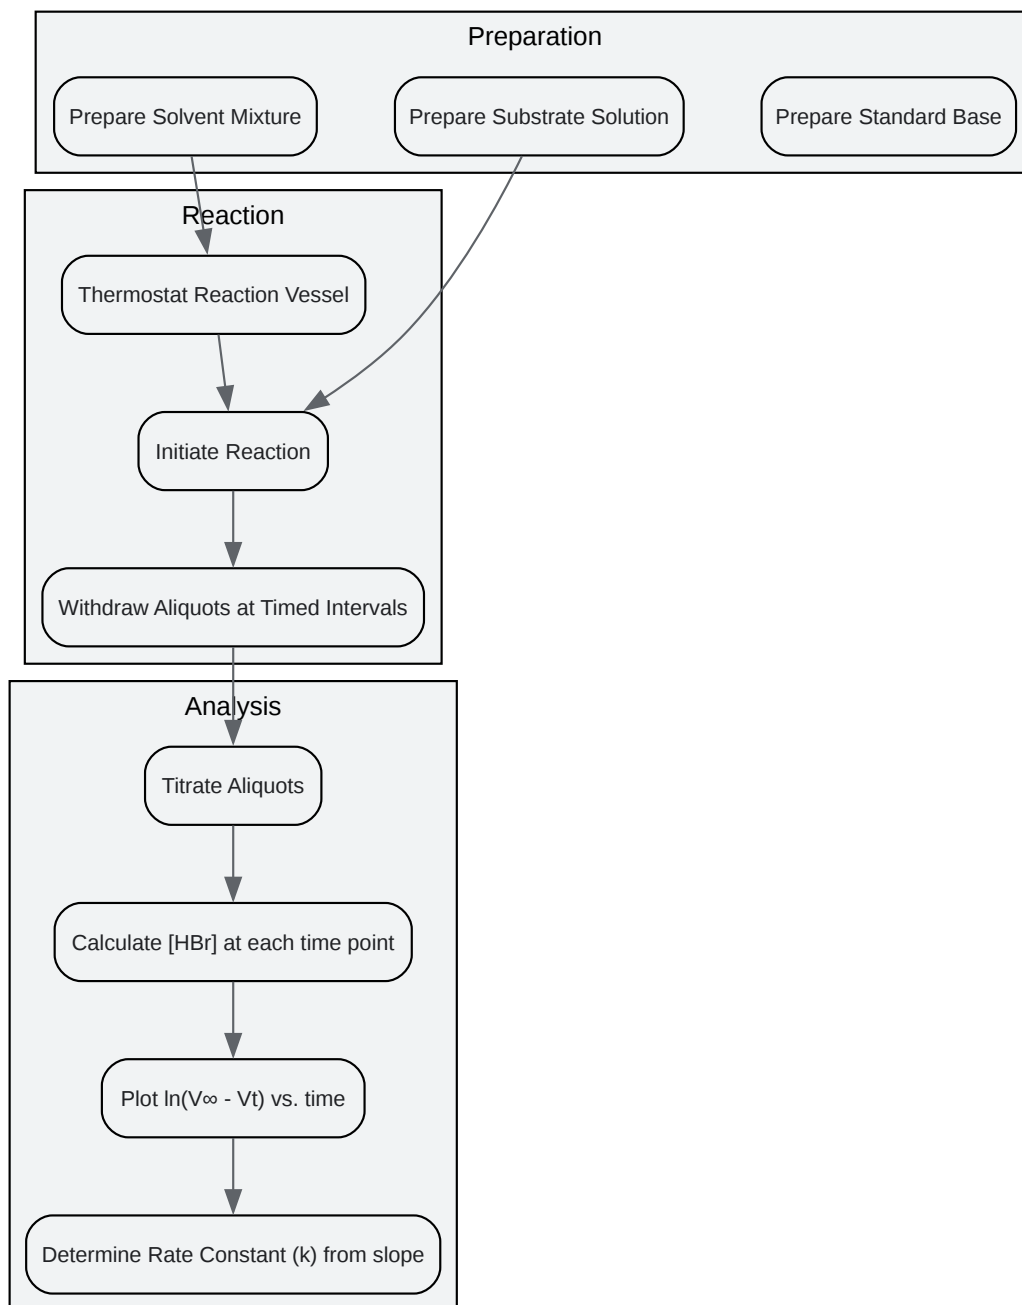 Preparation
Prepare Solvent Mixture
Prepare Substrate Solution
Prepare Standard Base
Reaction
Thermostat Reaction Vessel
Initiate Reaction
Withdraw Aliquots at Timed Intervals
Analysis
Titrate Aliquots
Calculate [HBr] at each time point
Plot ln(V∞ - Vt) vs. time
Determine Rate Constant (k) from slope